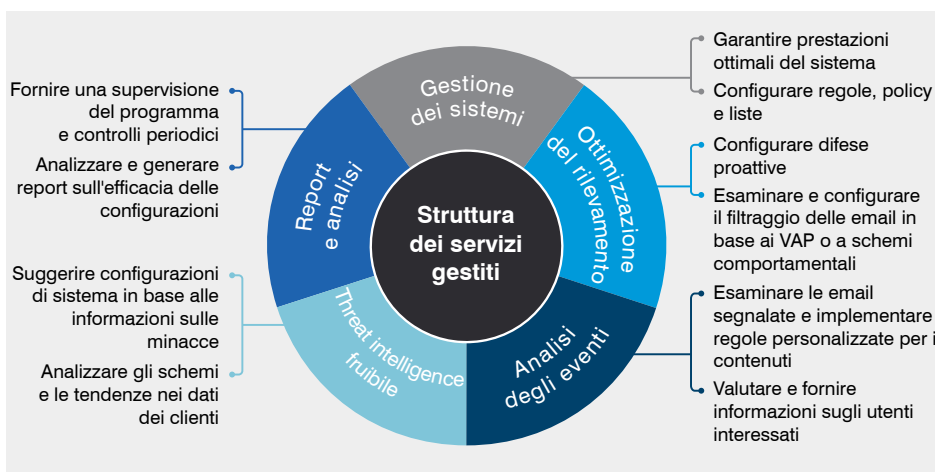 Gestione
dei sistemi
Garantire prestazioni
ottimali del sistema
Configurare regole, policy
e liste
Ottimizzazione
del rilevamento
Configurare difese
proattive
Esaminare e configurare
il filtraggio delle email in
base ai VAP o a schemi
comportamentali
Analisi
degli eventi
Esaminare le email
segnalate e implementare
regole personalizzate per i
contenuti
Valutare e fornire
informazioni sugli utenti
interessati
Threat intelligence
fruibile
Suggerire configurazioni
di sistema in base alle
informazioni sulle
minacce
Analizzare gli schemi
e le tendenze nei dati
dei clienti
Report
e analisi
Fornire una supervisione
del programma
e controlli periodici
Analizzare e generare
report sull'efficacia delle
configurazioni
Struttura
dei servizi
gestiti